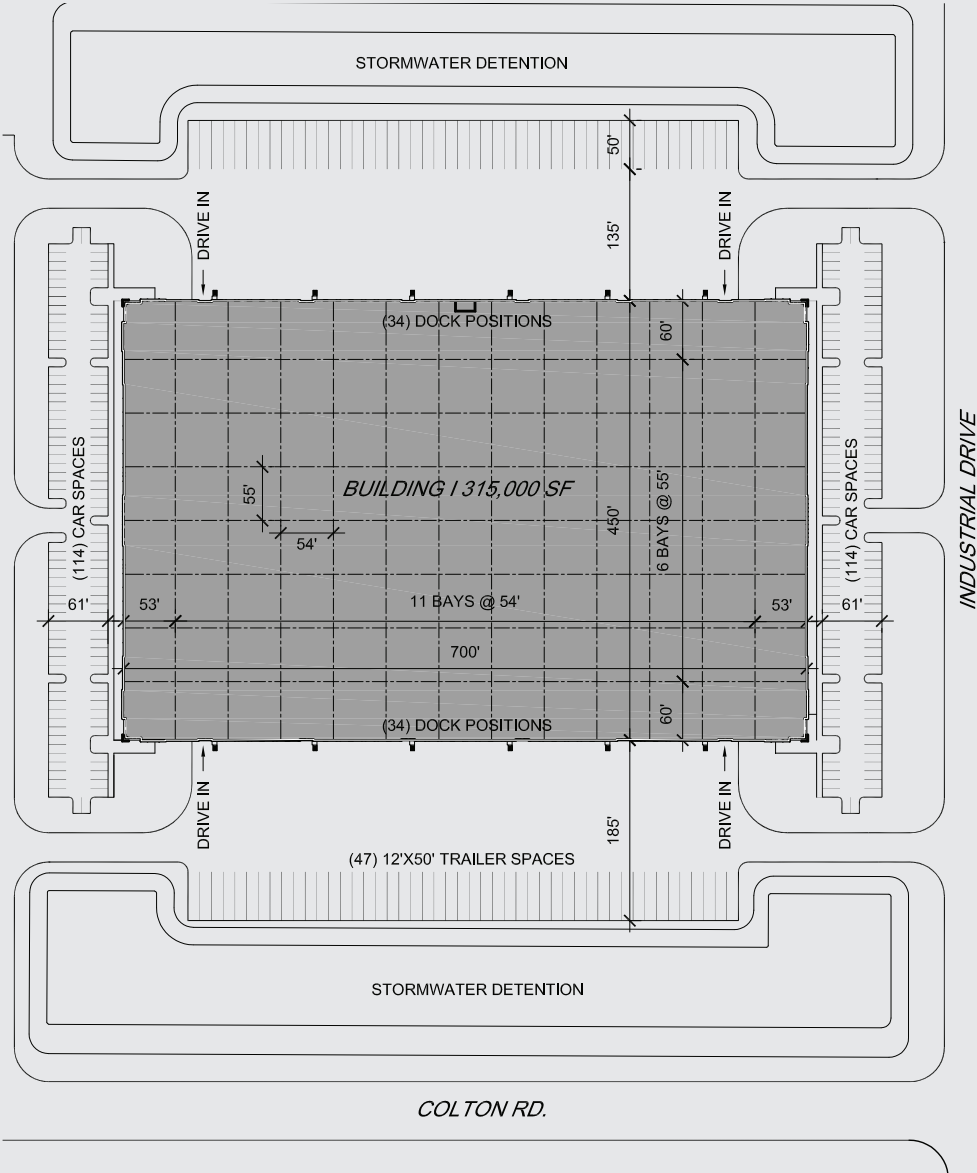 STORMWATER DETENTION
50'
DRIVE IN
DRIVE IN
135'
(34) DOCK POSITIONS
60'
(114) CAR SPACES
BUILDING I 315,000 SF
55'
54'
450'
6 BAYS @ 55'
(114) CAR SPACES
INDUSTRIAL DRIVE
61'
53'
11 BAYS @ 54'
53'
61'
700'
(34) DOCK POSITIONS
60'
DRIVE IN
185'
DRIVE IN
(47) 12'X50' TRAILER SPACES
STORMWATER DETENTION
COLTON RD.